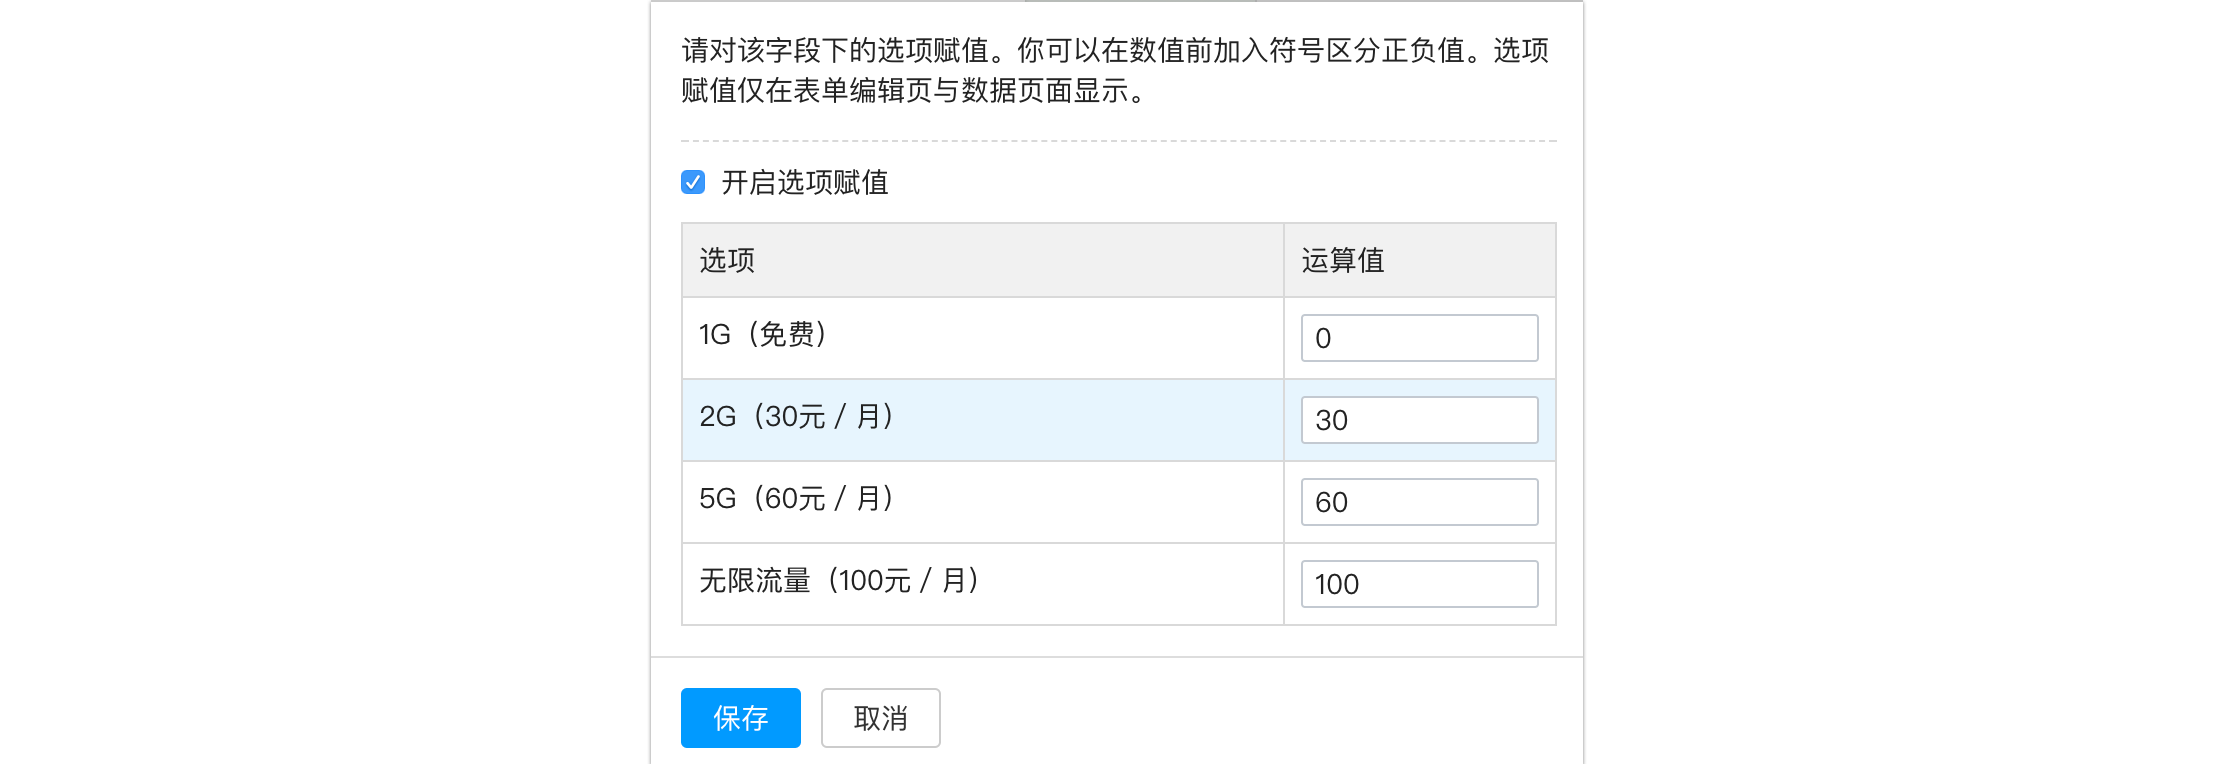 请对该字段下的选项赋值。你可以在数值前加入符号区分正负值。选项
赋值仅在表单编辑页与数据页面显示。
开启选项赋值
选项 运算值
1G（免费） 0
2G（30元 / 月） 30
5G（60元 / 月） 60
无限流量（100元 / 月） 100
保存 取消